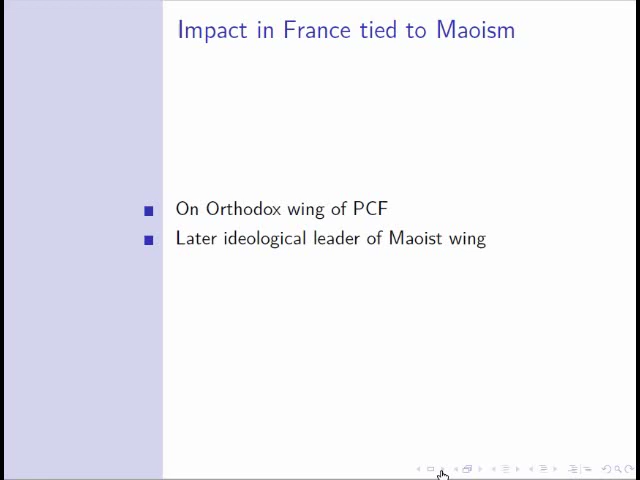 Impact in France tied to Maoism
On Orthodox wing of PCF
Later ideological leader of Maoist wing